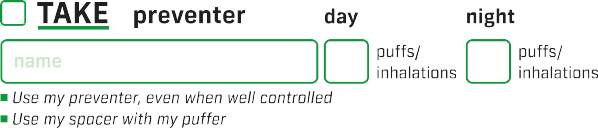 TAKE preventer day night
name puffs/ inhalations puffs/ inhalations
Use my preventer, even when well controlled
Use my spacer with my puffer